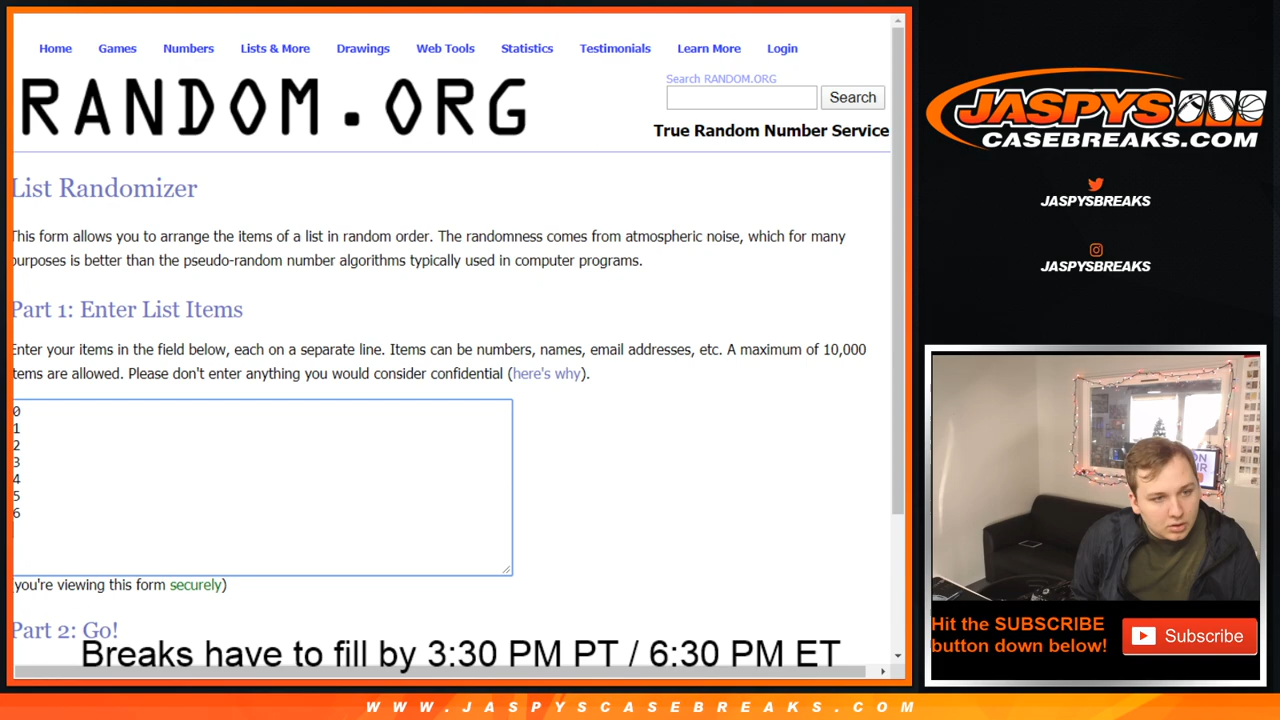 Home Games Numbers Lists & More Drawings Web Tools Statistics Testimonials Learn More Login
RANDOM.ORG
Search RANDOM.ORG
Search
True Random Number Service
List Randomizer
This form allows you to arrange the items of a list in random order. The randomness comes from atmospheric noise, which for many
purposes is better than the pseudo-random number algorithms typically used in computer programs.
Part 1: Enter List Items
Enter your items in the field below, each on a separate line. Items can be numbers, names, email addresses, etc. A maximum of 10,000
items are allowed. Please don't enter anything you would consider confidential (here's why).
0
1
2
3
4
5
6
(you're viewing this form securely)
Part 2: Go!
Breaks have to fill by 3:30 PM PT / 6:30 PM ET
JASPYS
CASEBREAKS.COM
JASPYSBREAKS
JASPYSBREAKS
Hit the SUBSCRIBE
button down below!
Subscribe
WWW.JASPYSCASEBREAKS.COM